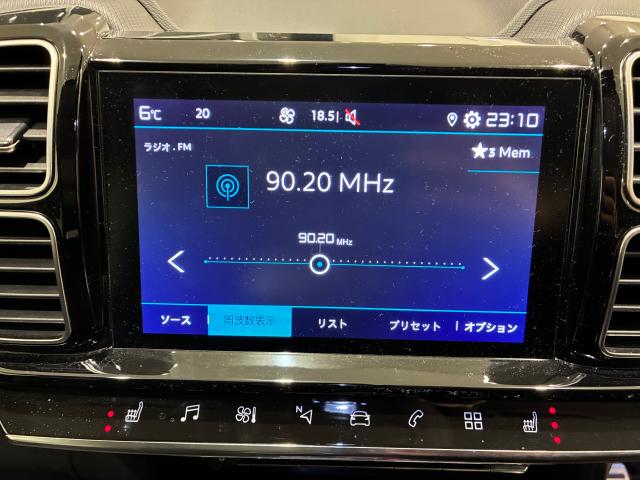 6℃ 20 18.5 23:10
ラジオ.FM
3 Mem
90.20 MHz
90.20 MHz
ソース 周波数表示 リスト プリセット オプション
N